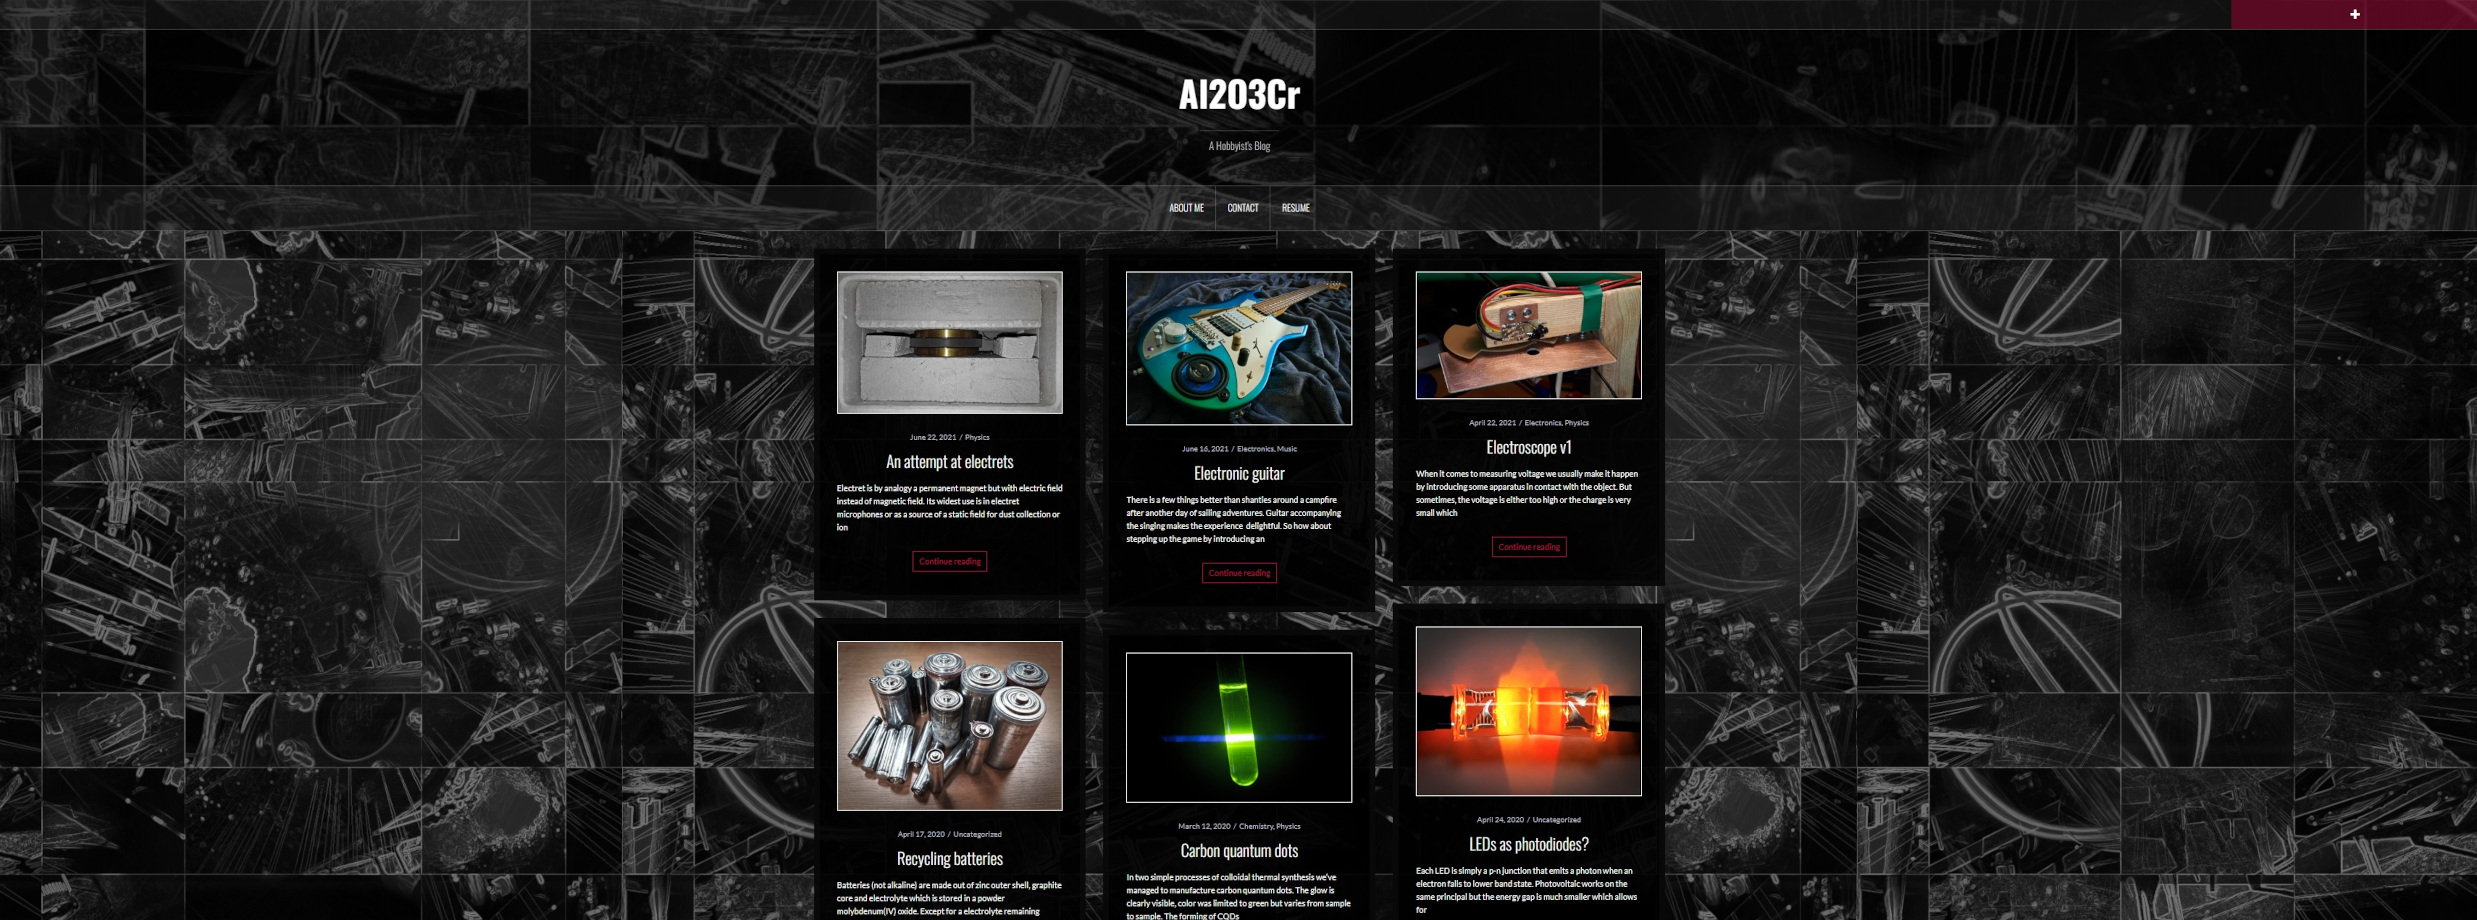 Al2O3Cr
A Hobbyist's Blog
ABOUT ME
CONTACT
RESUME
June 22, 2021 / Physics
An attempt at electrets
Electret is by analogy a permanent magnet but with electric field
instead of magnetic field. Its widest use is in electret
microphones or as a source of a static field for dust collection or
ion
Continue reading
June 16, 2021 / Electronics, Music
Electronic guitar
There is a few things better than shanties around a campfire
after another day of sailing adventures. Guitar accompanying
the singing makes the experience delightful. So how about
stepping up the game by introducing an
Continue reading
April 22, 2021 / Electronics, Physics
Electroscope v1
When it comes to measuring voltage we usually make it happen
by introducing some apparatus in contact with the object. But
sometimes, the voltage is either too high or the charge is very
small which
Continue reading
April 17, 2020 / Uncategorized
Recycling batteries
Batteries (not alkaline) are made out of zinc outer shell, graphite
core and electrolyte which is stored in a powder
molybdenum(IV) oxide. Except for a electrolyte remaining
March 12, 2020 / Chemistry, Physics
Carbon quantum dots
In two simple processes of colloidal thermal synthesis we've
managed to manufacture carbon quantum dots. The glow is
clearly visible, color was limited to green but varies from sample
to sample. The forming of CQDs
April 24, 2020 / Uncategorized
LEDs as photodiodes?
Each LED is simply a p-n junction that emits a photon when an
electron falls to lower band state. Photovoltaic works on the
same principal but the energy gap is much smaller which allows
for